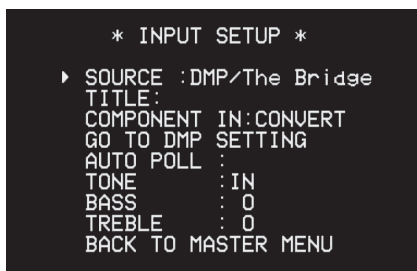 * INPUT SETUP *
SOURCE :DMP/The Bridge
TITLE:
COMPONENT IN:CONVERT
GO TO DMP SETTING
AUTO POLL :
TONE :IN
BASS : 0
TREBLE : 0
BACK TO MASTER MENU